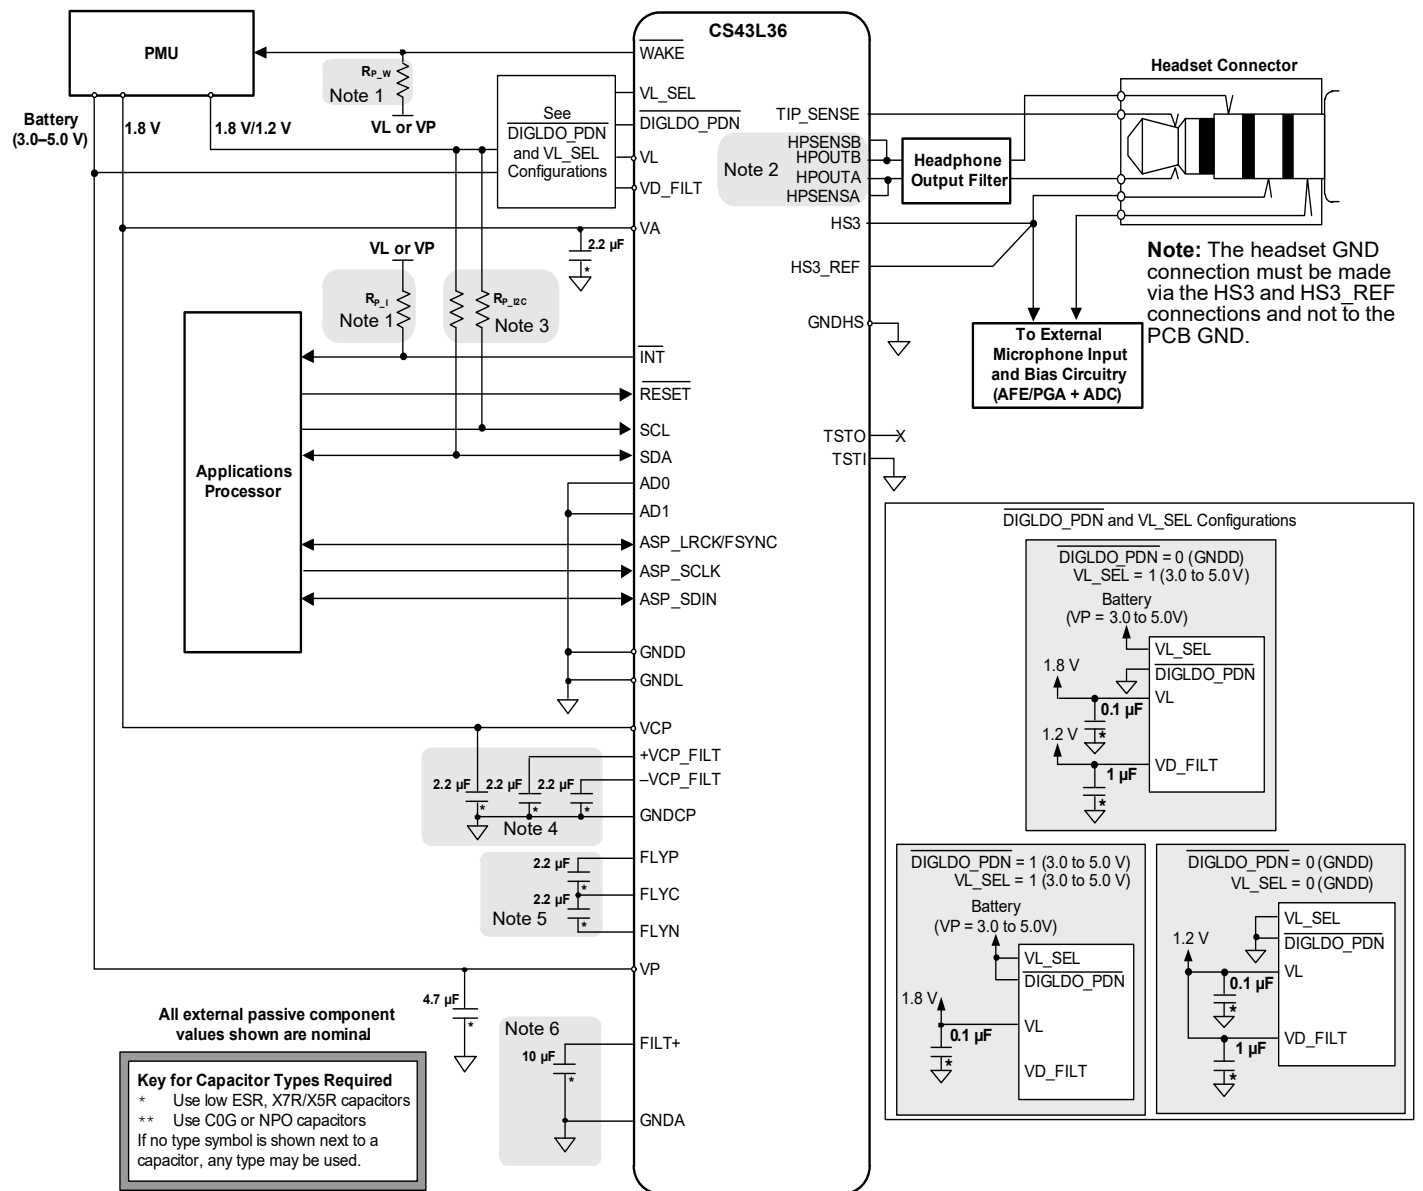 CS43L36
PMU
WAKE
R_P_W
Note 1
VL or VP
Battery
(3.0–5.0 V)
1.8 V
1.8 V/1.2 V
See
DIGLDO_PDN
and VL_SEL
Configurations
VL_SEL
DIGLDO_PDN
VL
VD_FILT
VA
2.2 µF
*
VL or VP
R_P_I
Note 1
R_P_I2C
Note 3
INT
RESET
SCL
SDA
AD0
AD1
ASP_LRCK/FSYNC
ASP_SCLK
ASP_SDIN
Applications
Processor
GNDD
GNDL
VCP
+VCP_FILT
–VCP_FILT
2.2 µF 2.2 µF 2.2 µF
* * *
GNDCP
Note 4
FLYP
2.2 µF
*
FLYC
2.2 µF
*
Note 5
FLYN
VP
4.7 µF
*
Note 6
FILT+
10 µF
*
GNDA
All external passive component
values shown are nominal
Key for Capacitor Types Required
* Use low ESR, X7R/X5R capacitors
** Use C0G or NPO capacitors
If no type symbol is shown next to a
capacitor, any type may be used.
Headset Connector
TIP_SENSE
HPSENSB
HPOUTB
HPOUTA
HPSENSA
Note 2
Headphone
Output Filter
HS3
HS3_REF
GNDHS
Note: The headset GND
connection must be made
via the HS3 and HS3_REF
connections and not to the
PCB GND.
To External
Microphone Input
and Bias Circuitry
(AFE/PGA + ADC)
TSTO
X
TSTI
DIGLDO_PDN and VL_SEL Configurations
DIGLDO_PDN = 0 (GNDD)
VL_SEL = 1 (3.0 to 5.0 V)
Battery
(VP = 3.0 to 5.0V)
VL_SEL
DIGLDO_PDN
1.8 V
VL
0.1 µF
*
1.2 V
VD_FILT
1 µF
*
DIGLDO_PDN = 1 (3.0 to 5.0 V)
VL_SEL = 1 (3.0 to 5.0 V)
Battery
(VP = 3.0 to 5.0V)
VL_SEL
DIGLDO_PDN
1.8 V
VL
0.1 µF
*
VD_FILT
DIGLDO_PDN = 0 (GNDD)
VL_SEL = 0 (GNDD)
VL_SEL
DIGLDO_PDN
1.2 V
VL
0.1 µF
*
VD_FILT
1 µF
*